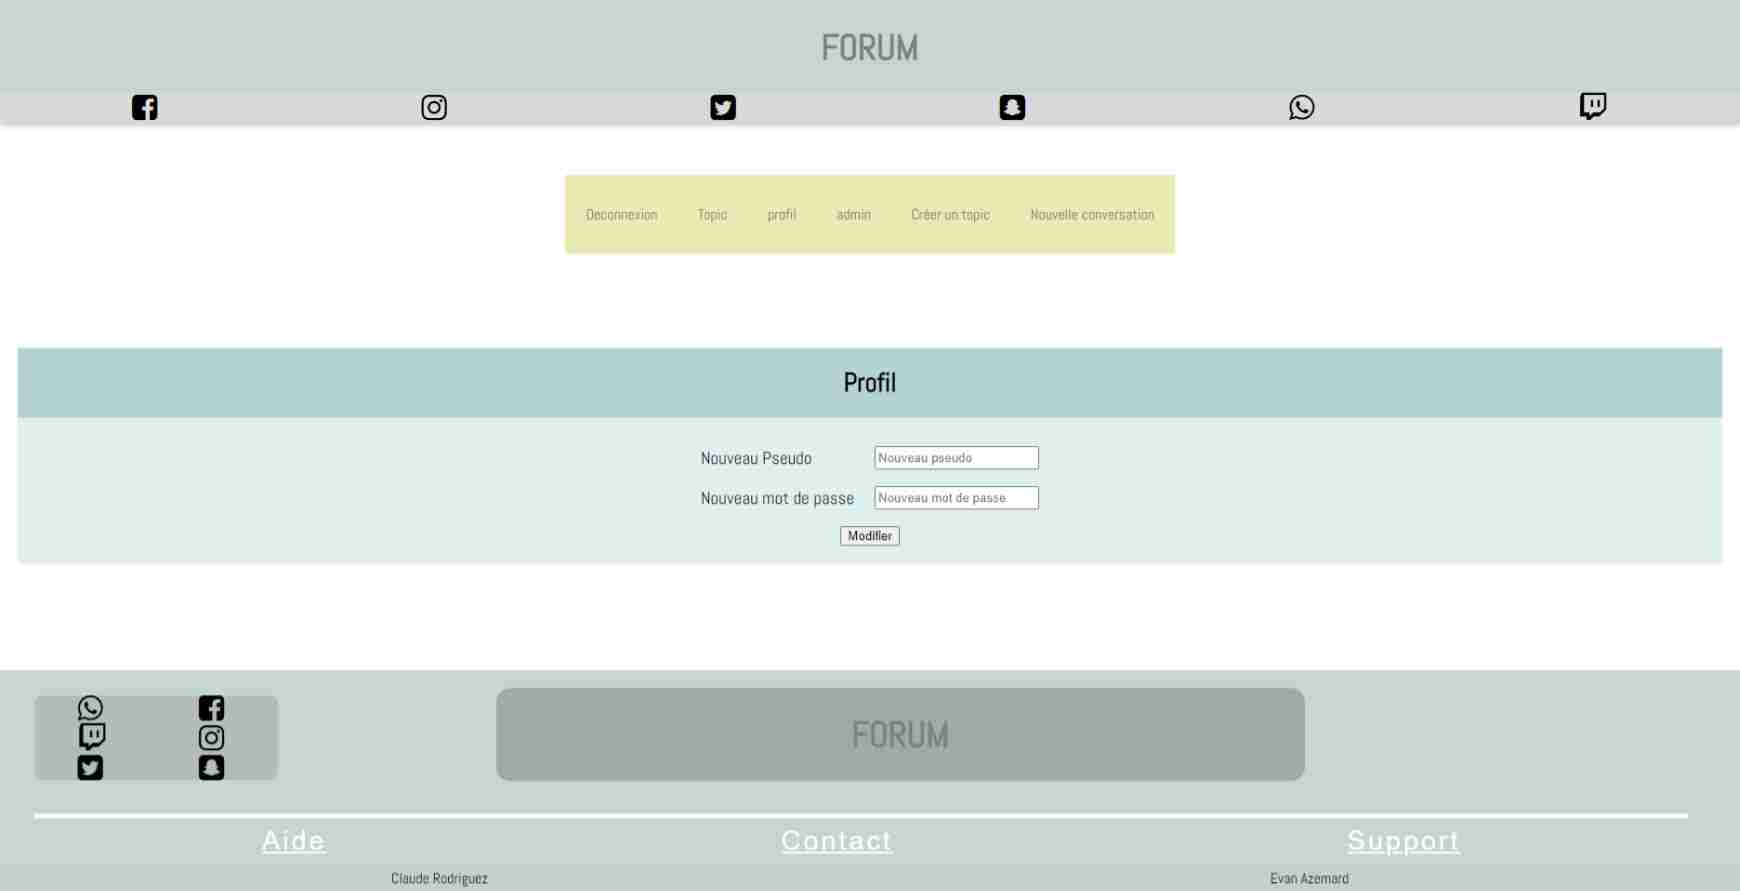 FORUM
Deconnexion Topic profil admin Créer un topic Nouvelle conversation
Profil
Nouveau Pseudo Nouveau pseudo
Nouveau mot de passe Nouveau mot de passe
Modifier
FORUM
Aide Contact Support
Claude Rodriguez Evan Azemard